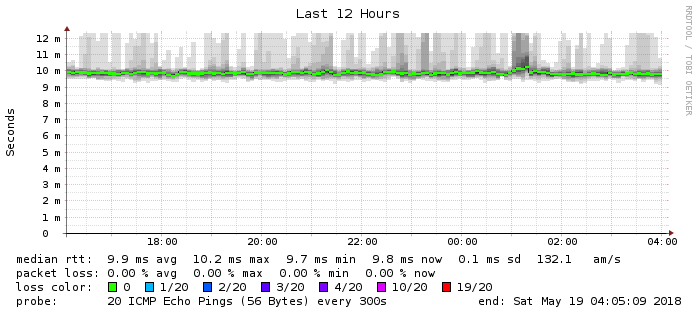 Last 12 Hours
RRDTOOL / TOBI OETIKER
Seconds
12 m
11 m
10 m
9 m
8 m
7 m
6 m
5 m
4 m
3 m
2 m
1 m
0
18:00 20:00 22:00 00:00 02:00 04:00
median rtt: 9.9 ms avg 10.2 ms max 9.7 ms min 9.8 ms now 0.1 ms sd 132.1 am/s
packet loss: 0.00 % avg 0.00 % max 0.00 % min 0.00 % now
loss color: 0 1/20 2/20 3/20 4/20 10/20 19/20
probe: 20 ICMP Echo Pings (56 Bytes) every 300s end: Sat May 19 04:05:09 2018